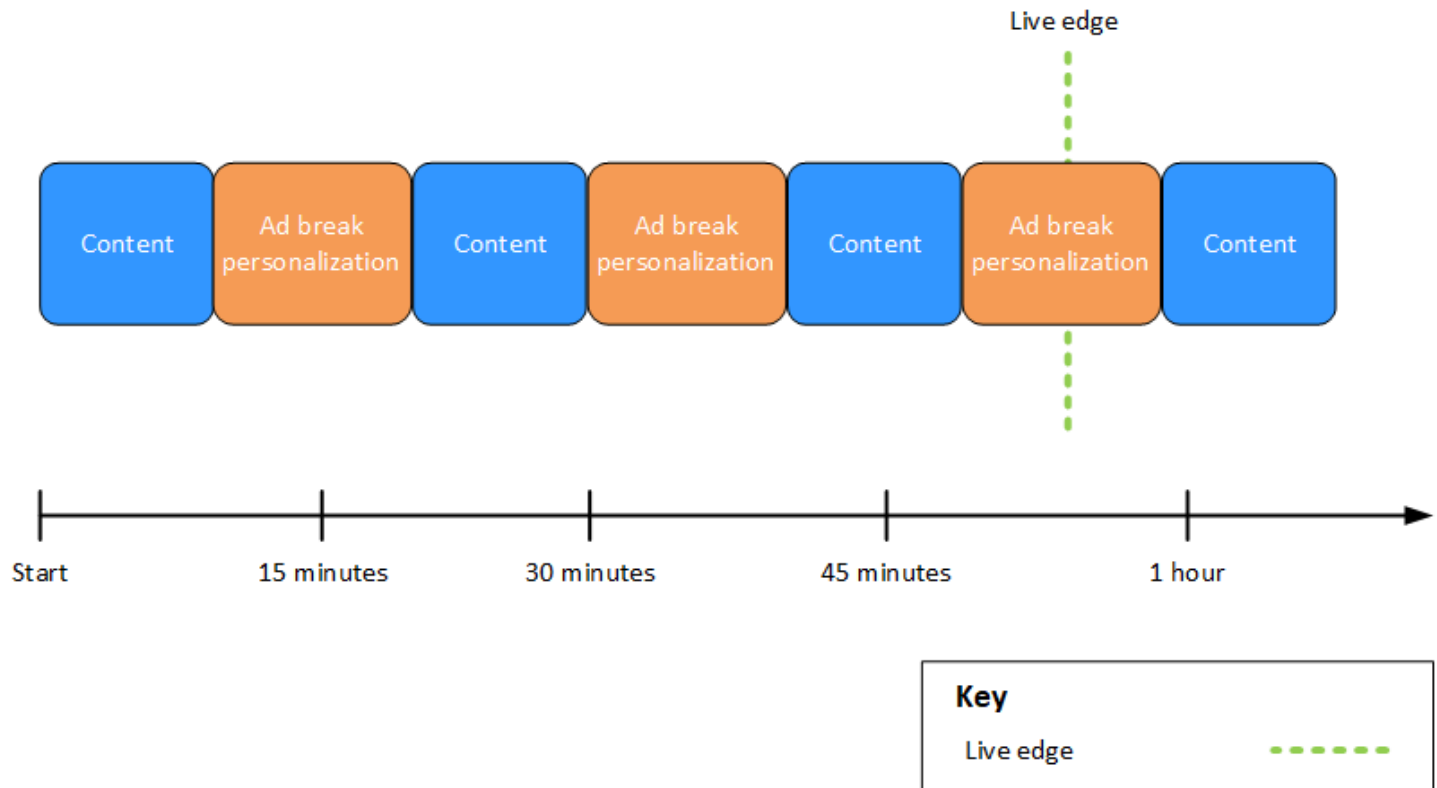 Live edge
Content
Ad break
personalization
Content
Ad break
personalization
Content
Ad break
personalization
Content
Start
15 minutes
30 minutes
45 minutes
1 hour
Key
Live edge